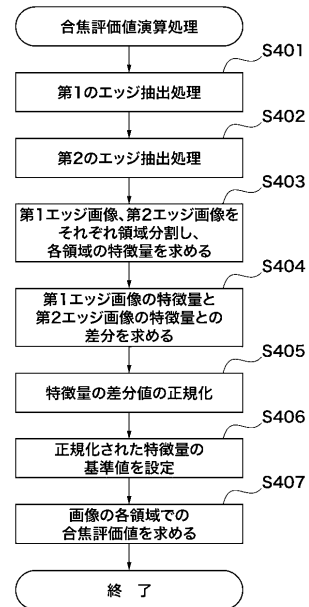 合焦評価値演算処理
S401
第1のエッジ抽出処理
S402
第2のエッジ抽出処理
S403
第1エッジ画像、第2エッジ画像を
それぞれ領域分割し、
各領域の特徴量を求める
S404
第1エッジ画像の特徴量と
第2エッジ画像の特徴量との
差分を求める
S405
特徴量の差分値の正規化
S406
正規化された特徴量の
基準値を設定
S407
画像の各領域での
合焦評価値を求める
終 了